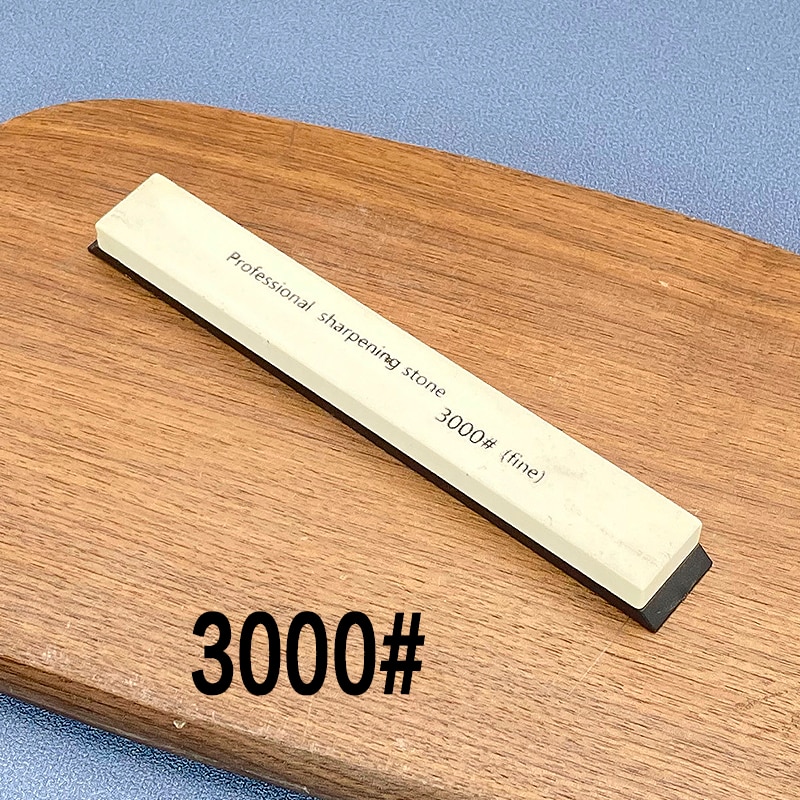 Professional sharpening stone
3000# (fine)
3000#